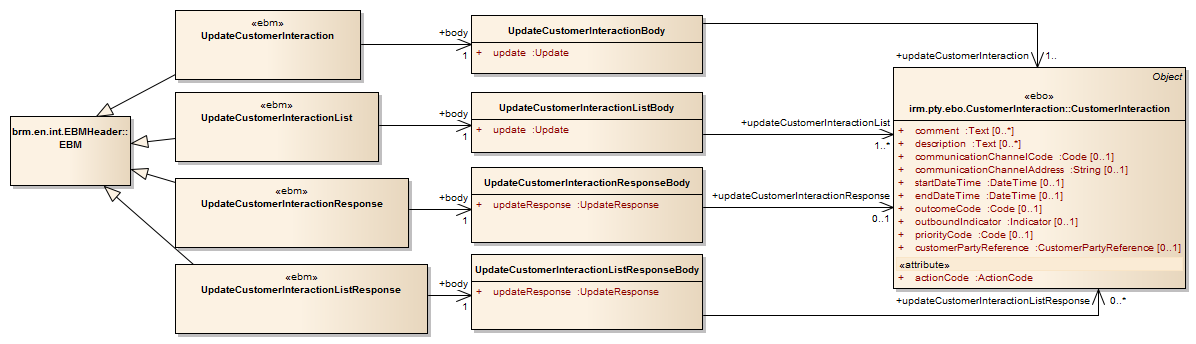 brm.en.int.EBMHeader::
EBM
«ebm»
UpdateCustomerInteraction
+body
1
UpdateCustomerInteractionBody
+ update :Update
+updateCustomerInteraction
1..
«ebm»
UpdateCustomerInteractionList
+body
1
UpdateCustomerInteractionListBody
+ update :Update
+updateCustomerInteractionList
1..*
«ebm»
UpdateCustomerInteractionResponse
+body
1
UpdateCustomerInteractionResponseBody
+ updateResponse :UpdateResponse
+updateCustomerInteractionResponse
0..1
«ebm»
UpdateCustomerInteractionListResponse
+body
1
UpdateCustomerInteractionListResponseBody
+ updateResponse :UpdateResponse
+updateCustomerInteractionListResponse
0..*
Object
«ebo»
irm.pty.ebo.CustomerInteraction::CustomerInteraction
+ comment :Text [0..*]
+ description :Text [0..*]
+ communicationChannelCode :Code [0..1]
+ communicationChannelAddress :String [0..1]
+ startDateTime :DateTime [0..1]
+ endDateTime :DateTime [0..1]
+ outcomeCode :Code [0..1]
+ outboundIndicator :Indicator [0..1]
+ priorityCode :Code [0..1]
+ customerPartyReference :CustomerPartyReference [0..1]
«attribute»
+ actionCode :ActionCode